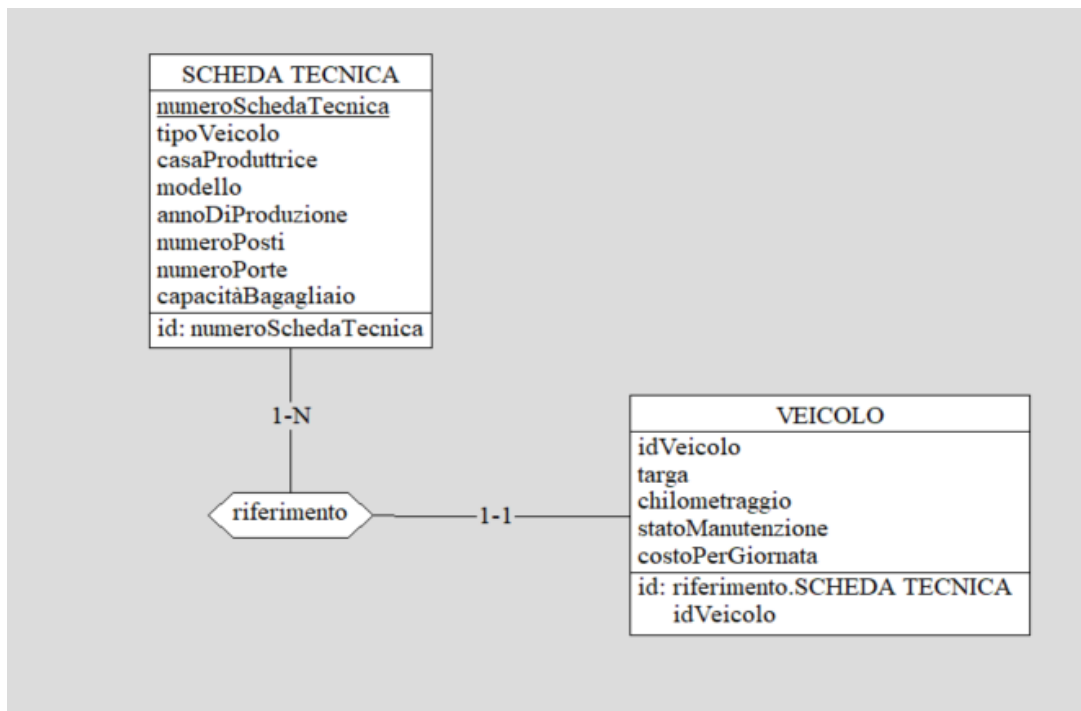 SCHEDA TECNICA
numeroSchedaTecnica
tipoVeicolo
casaProduttrice
modello
annoDiProduzione
numeroPosti
numeroPorte
capacitàBagagliaio
id: numeroSchedaTecnica
1-N
riferimento
1-1
VEICOLO
idVeicolo
targa
chilometraggio
statoManutenzione
costoPerGiornata
id: riferimento.SCHEDA TECNICA
idVeicolo